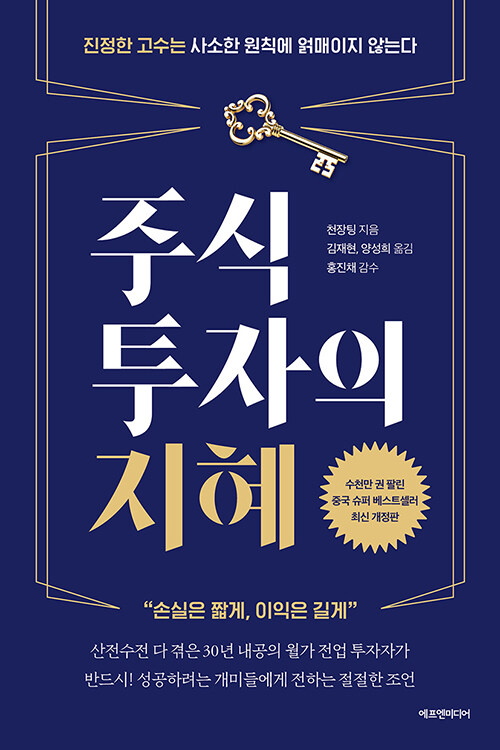 진정한 고수는 사소한 원칙에 얽매이지 않는다
주식
투자의
지혜
천장팅 지음
김재현, 양성희 옮김
홍진채 감수
수천만 권 팔린
중국 슈퍼 베스트셀러
최신 개정판
“손실은 짧게, 이익은 길게”
산전수전 다 겪은 30년 내공의 월가 전업 투자자가
반드시! 성공하려는 개미들에게 전하는 절절한 조언
에프엔미디어